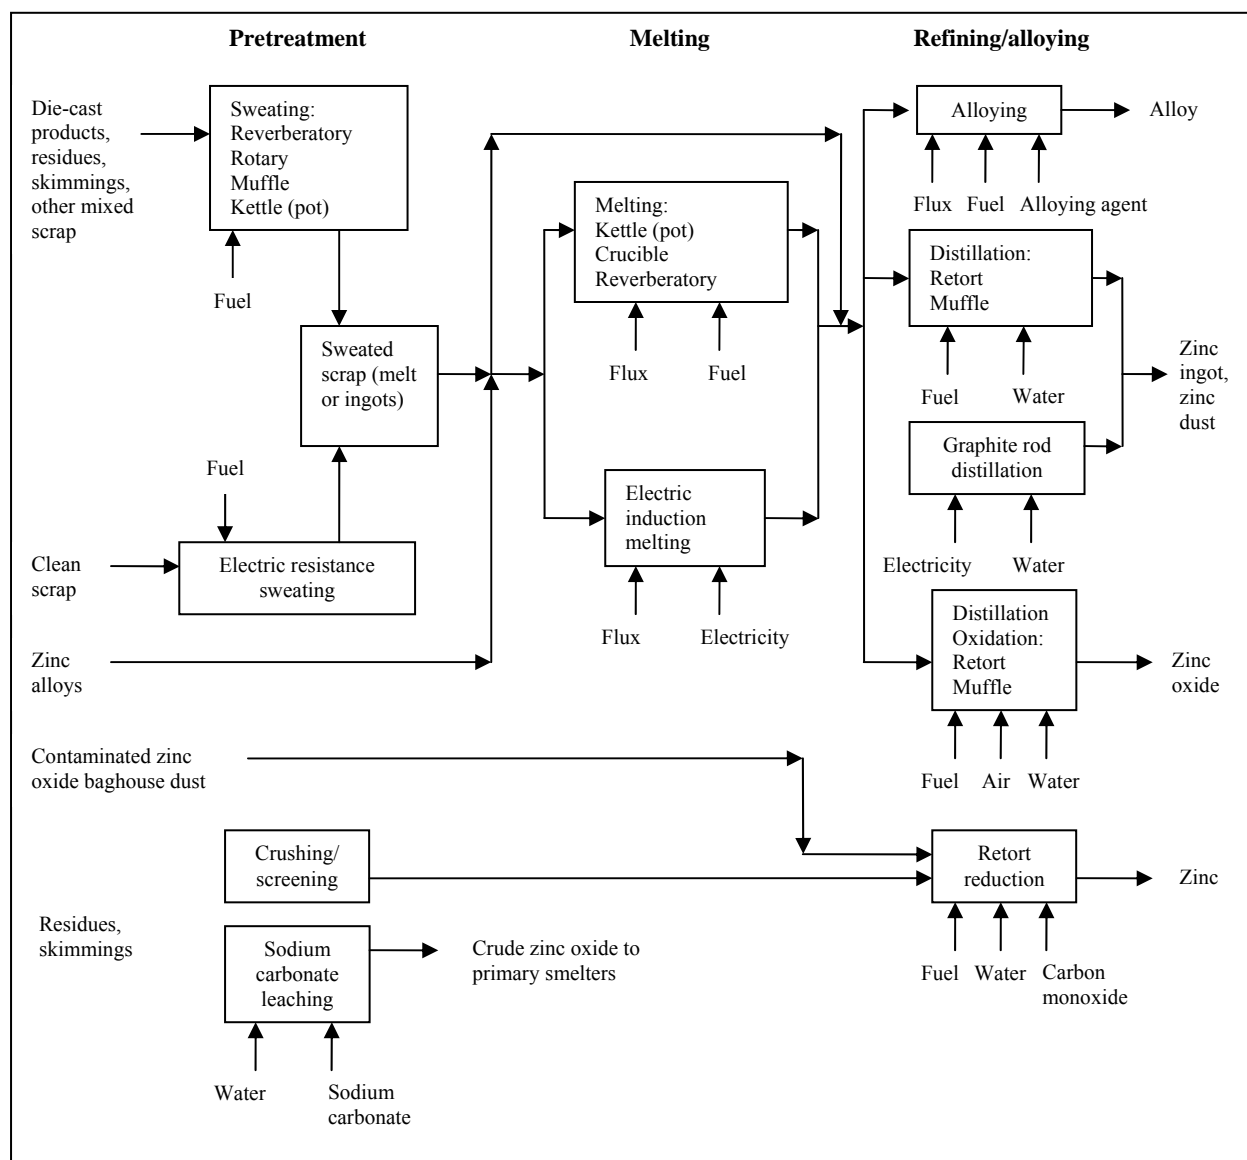 Pretreatment
Melting
Refining/alloying
Die-cast
products,
residues,
skimmings,
other mixed
scrap
Sweating:
Reverberatory
Rotary
Muffle
Kettle (pot)
Fuel
Sweated
scrap (melt
or ingots)
Fuel
Clean
scrap
Electric resistance
sweating
Zinc
alloys
Melting:
Kettle (pot)
Crucible
Reverberatory
Flux
Fuel
Electric
induction
melting
Flux
Electricity
Alloying
Alloy
Flux
Fuel
Alloying agent
Distillation:
Retort
Muffle
Fuel
Water
Zinc
ingot,
zinc
dust
Graphite rod
distillation
Electricity
Water
Distillation
Oxidation:
Retort
Muffle
Zinc
oxide
Fuel
Air
Water
Contaminated zinc
oxide baghouse dust
Crushing/
screening
Retort
reduction
Zinc
Fuel
Water
Carbon
monoxide
Residues,
skimmings
Sodium
carbonate
leaching
Crude zinc oxide to
primary smelters
Water
Sodium
carbonate